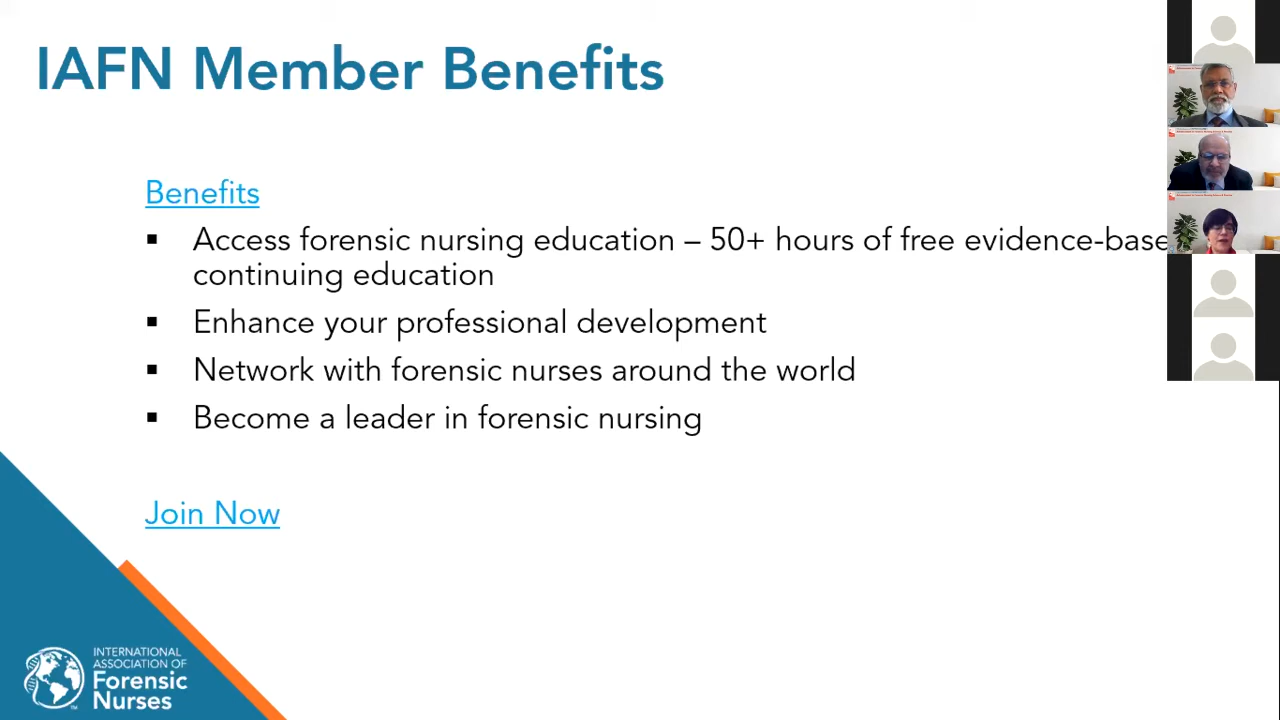 IAFN Member Benefits
Benefits
▪ Access forensic nursing education – 50+ hours of free evidence-base
continuing education
▪ Enhance your professional development
▪ Network with forensic nurses around the world
▪ Become a leader in forensic nursing
Join Now
INTERNATIONAL
ASSOCIATION OF
Forensic
Nurses